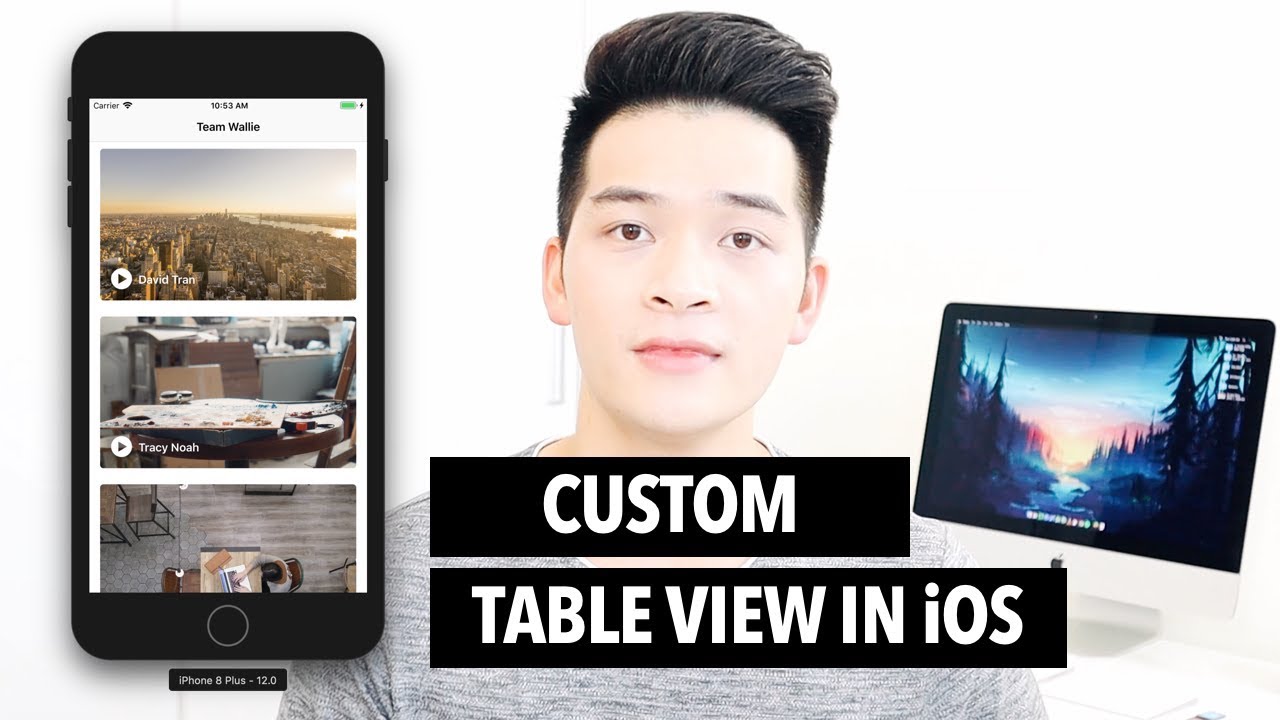 Carrier
10:53 AM
Team Wallie
David Tran
Tracy Noah
iPhone 8 Plus - 12.0
CUSTOM
TABLE VIEW IN iOS